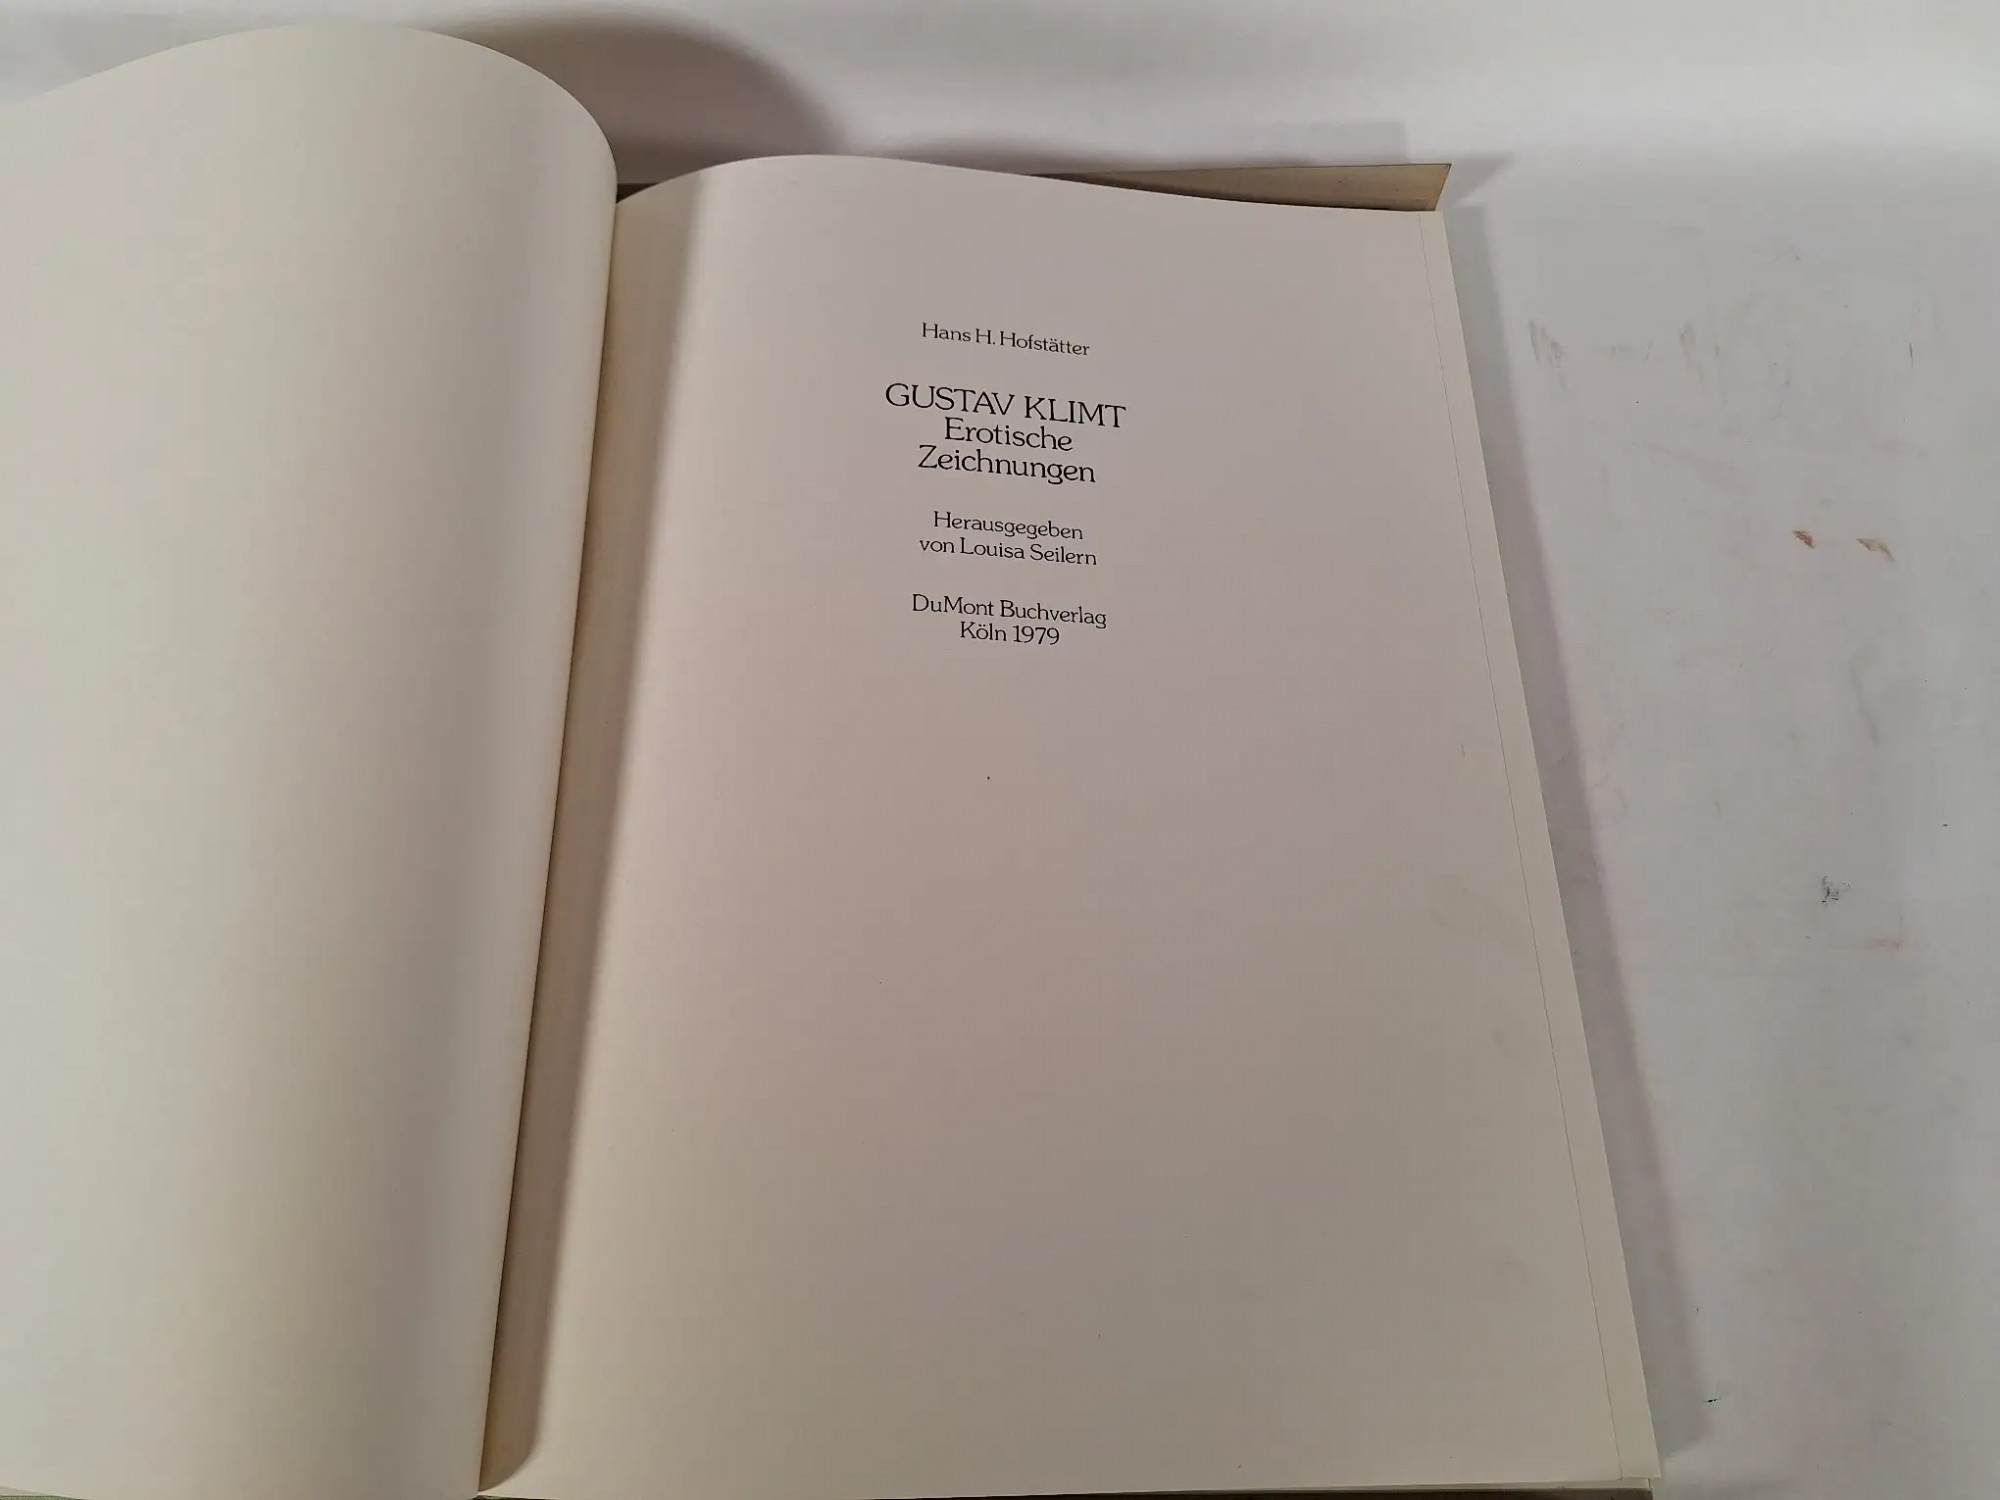 Hans H. Hofstätter
GUSTAV KLIMT
Erotische
Zeichnungen
Herausgegeben
von Louisa Seilern
DuMont Buchverlag
Köln 1979